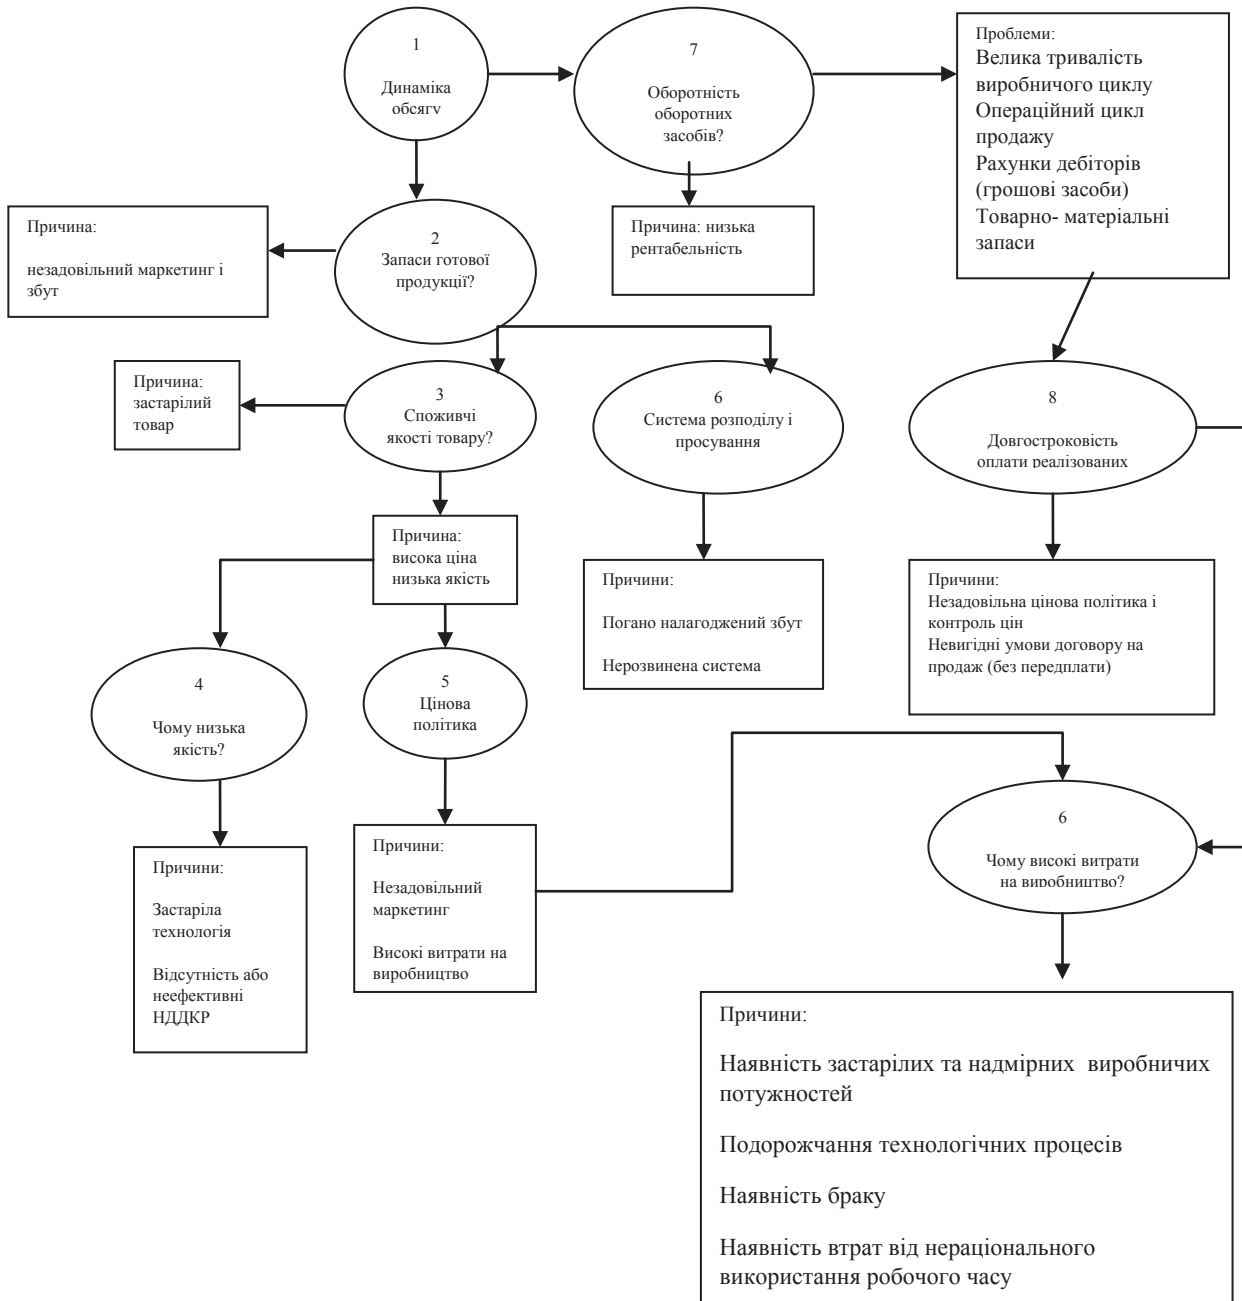 1
Динаміка
обсягу
7
Оборотність
оборотних
засобів?
Проблеми:
Велика тривалість
виробничого циклу
Операційний цикл
продажу
Рахунки дебіторів
(грошові засоби)
Товарно- матеріальні
запаси
Причина:
незадовільний маркетинг і
збут
2
Запаси готової
продукції?
Причина: низька
рентабельність
Причина:
застарілий
товар
3
Споживчі
якості товару?
6
Система розподілу і
просування
8
Довгостроковість
оплати реалізованих
Причина:
висока ціна
низька якість
Причини:
Погано налагоджений збут
Нерозвинена система
Причини:
Незадовільна цінова політика і
контроль цін
Невигідні умови договору на
продаж (без передплати)
4
Чому низька
якість?
5
Цінова
політика
6
Чому високі витрати
на виробництво?
Причини:
Застаріла
технологія
Відсутність або
неефективні
НДДКР
Причини:
Незадовільний
маркетинг
Високі витрати на
виробництво
Причини:
Наявність застарілих та надмірних  виробничих
потужностей
Подорожчання технологічних процесів
Наявність браку
Наявність втрат від нераціонального
використання робочого часу